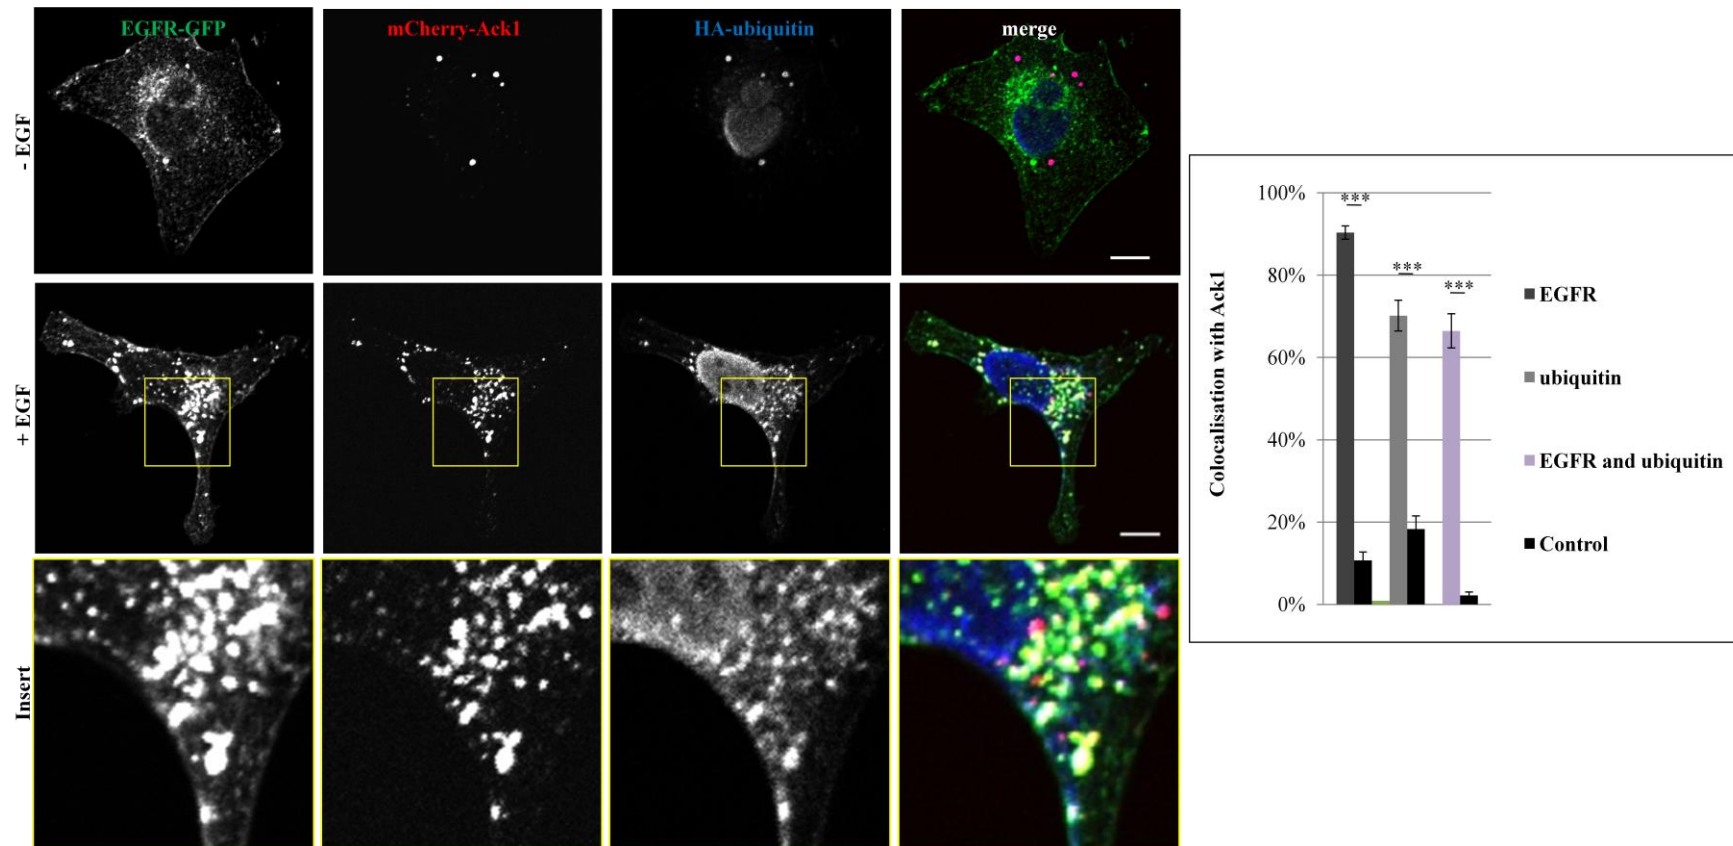 EGFR-GFP
mCherry-Ack1
HA-ubiquitin
merge
- EGF
+ EGF
Insert
Colocalisation with Ack1
100%
80%
60%
40%
20%
0%
***
***
***
EGFR
ubiquitin
EGFR and ubiquitin
Control